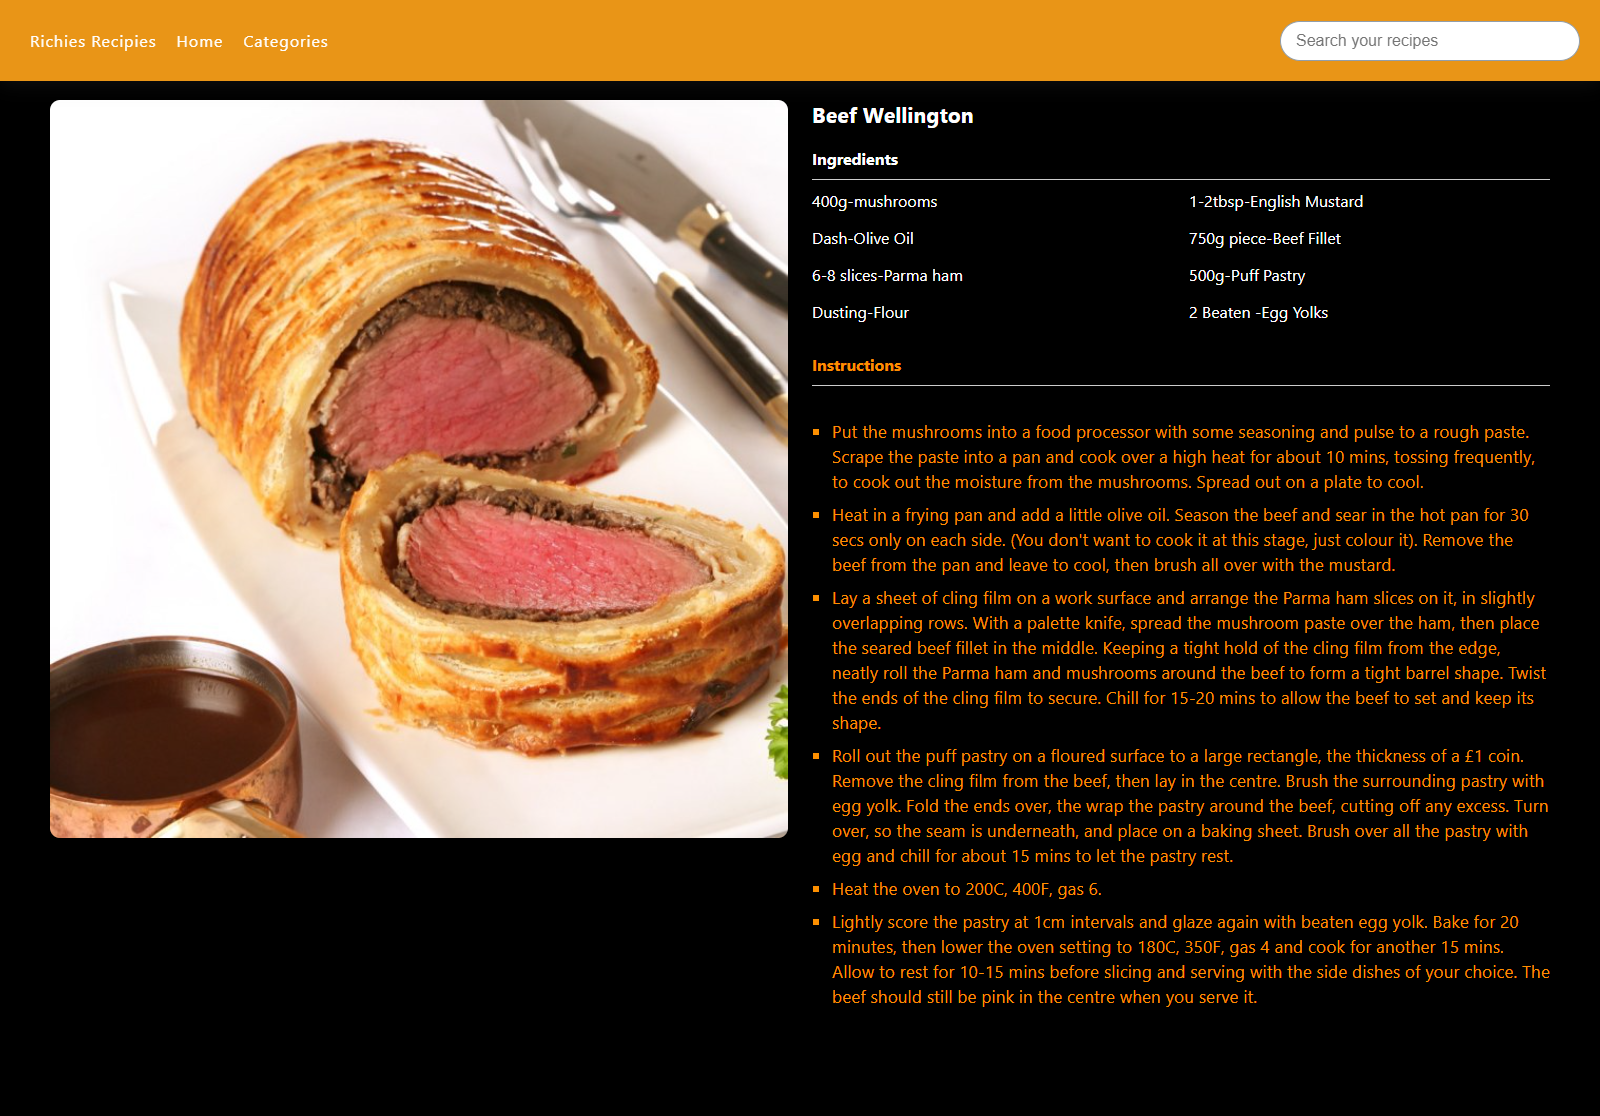 Richies Recipies Home Categories
Search your recipes
Beef Wellington
Ingredients
400g-mushrooms 1-2tbsp-English Mustard
Dash-Olive Oil 750g piece-Beef Fillet
6-8 slices-Parma ham 500g-Puff Pastry
Dusting-Flour 2 Beaten -Egg Yolks
Instructions
Put the mushrooms into a food processor with some seasoning and pulse to a rough paste.
Scrape the paste into a pan and cook over a high heat for about 10 mins, tossing frequently,
to cook out the moisture from the mushrooms. Spread out on a plate to cool.
Heat in a frying pan and add a little olive oil. Season the beef and sear in the hot pan for 30
secs only on each side. (You don't want to cook it at this stage, just colour it). Remove the
beef from the pan and leave to cool, then brush all over with the mustard.
Lay a sheet of cling film on a work surface and arrange the Parma ham slices on it, in slightly
overlapping rows. With a palette knife, spread the mushroom paste over the ham, then place
the seared beef fillet in the middle. Keeping a tight hold of the cling film from the edge,
neatly roll the Parma ham and mushrooms around the beef to form a tight barrel shape. Twist
the ends of the cling film to secure. Chill for 15-20 mins to allow the beef to set and keep its
shape.
Roll out the puff pastry on a floured surface to a large rectangle, the thickness of a £1 coin.
Remove the cling film from the beef, then lay in the centre. Brush the surrounding pastry with
egg yolk. Fold the ends over, the wrap the pastry around the beef, cutting off any excess. Turn
over, so the seam is underneath, and place on a baking sheet. Brush over all the pastry with
egg and chill for about 15 mins to let the pastry rest.
Heat the oven to 200C, 400F, gas 6.
Lightly score the pastry at 1cm intervals and glaze again with beaten egg yolk. Bake for 20
minutes, then lower the oven setting to 180C, 350F, gas 4 and cook for another 15 mins.
Allow to rest for 10-15 mins before slicing and serving with the side dishes of your choice. The
beef should still be pink in the centre when you serve it.